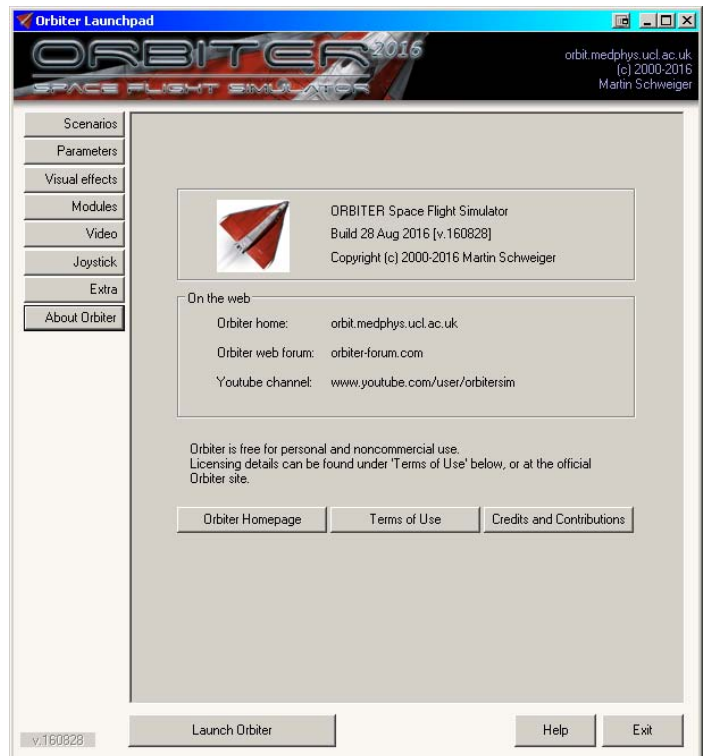 Orbiter Launchpad
ORBITER 2016
SPACE FLIGHT SIMULATOR
orbit.medphys.ucl.ac.uk
(c) 2000-2016
Martin Schweiger
Scenarios
Parameters
Visual effects
Modules
Video
Joystick
Extra
About Orbiter
ORBITER Space Flight Simulator
Build 28 Aug 2016 [v.160828]
Copyright (c) 2000-2016 Martin Schweiger
On the web
Orbiter home: orbit.medphys.ucl.ac.uk
Orbiter web forum: orbiter-forum.com
Youtube channel: www.youtube.com/user/orbitersim
Orbiter is free for personal and noncommercial use.
Licensing details can be found under 'Terms of Use' below, or at the official
Orbiter site.
Orbiter Homepage
Terms of Use
Credits and Contributions
v.160828
Launch Orbiter
Help
Exit